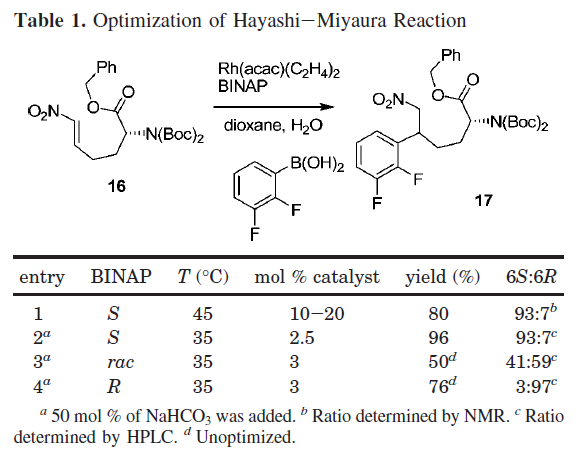 Table 1. Optimization of Hayashi−Miyaura Reaction
Ph
O
O
O₂N
N(Boc)₂
16
Rh(acac)(C₂H₄)₂
BINAP
dioxane, H₂O
B(OH)₂
F
F
Ph
O
O
O₂N
N(Boc)₂
F
F
17
entry BINAP T (°C) mol % catalyst yield (%) 6S:6R
1 S 45 10−20 80 93:7ᵇ
2ᵃ S 35 2.5 96 93:7ᶜ
3ᵃ rac 35 3 50ᵈ 41:59ᶜ
4ᵃ R 35 3 76ᵈ 3:97ᶜ
ᵃ 50 mol % of NaHCO₃ was added. ᵇ Ratio determined by NMR. ᶜ Ratio
determined by HPLC. ᵈ Unoptimized.